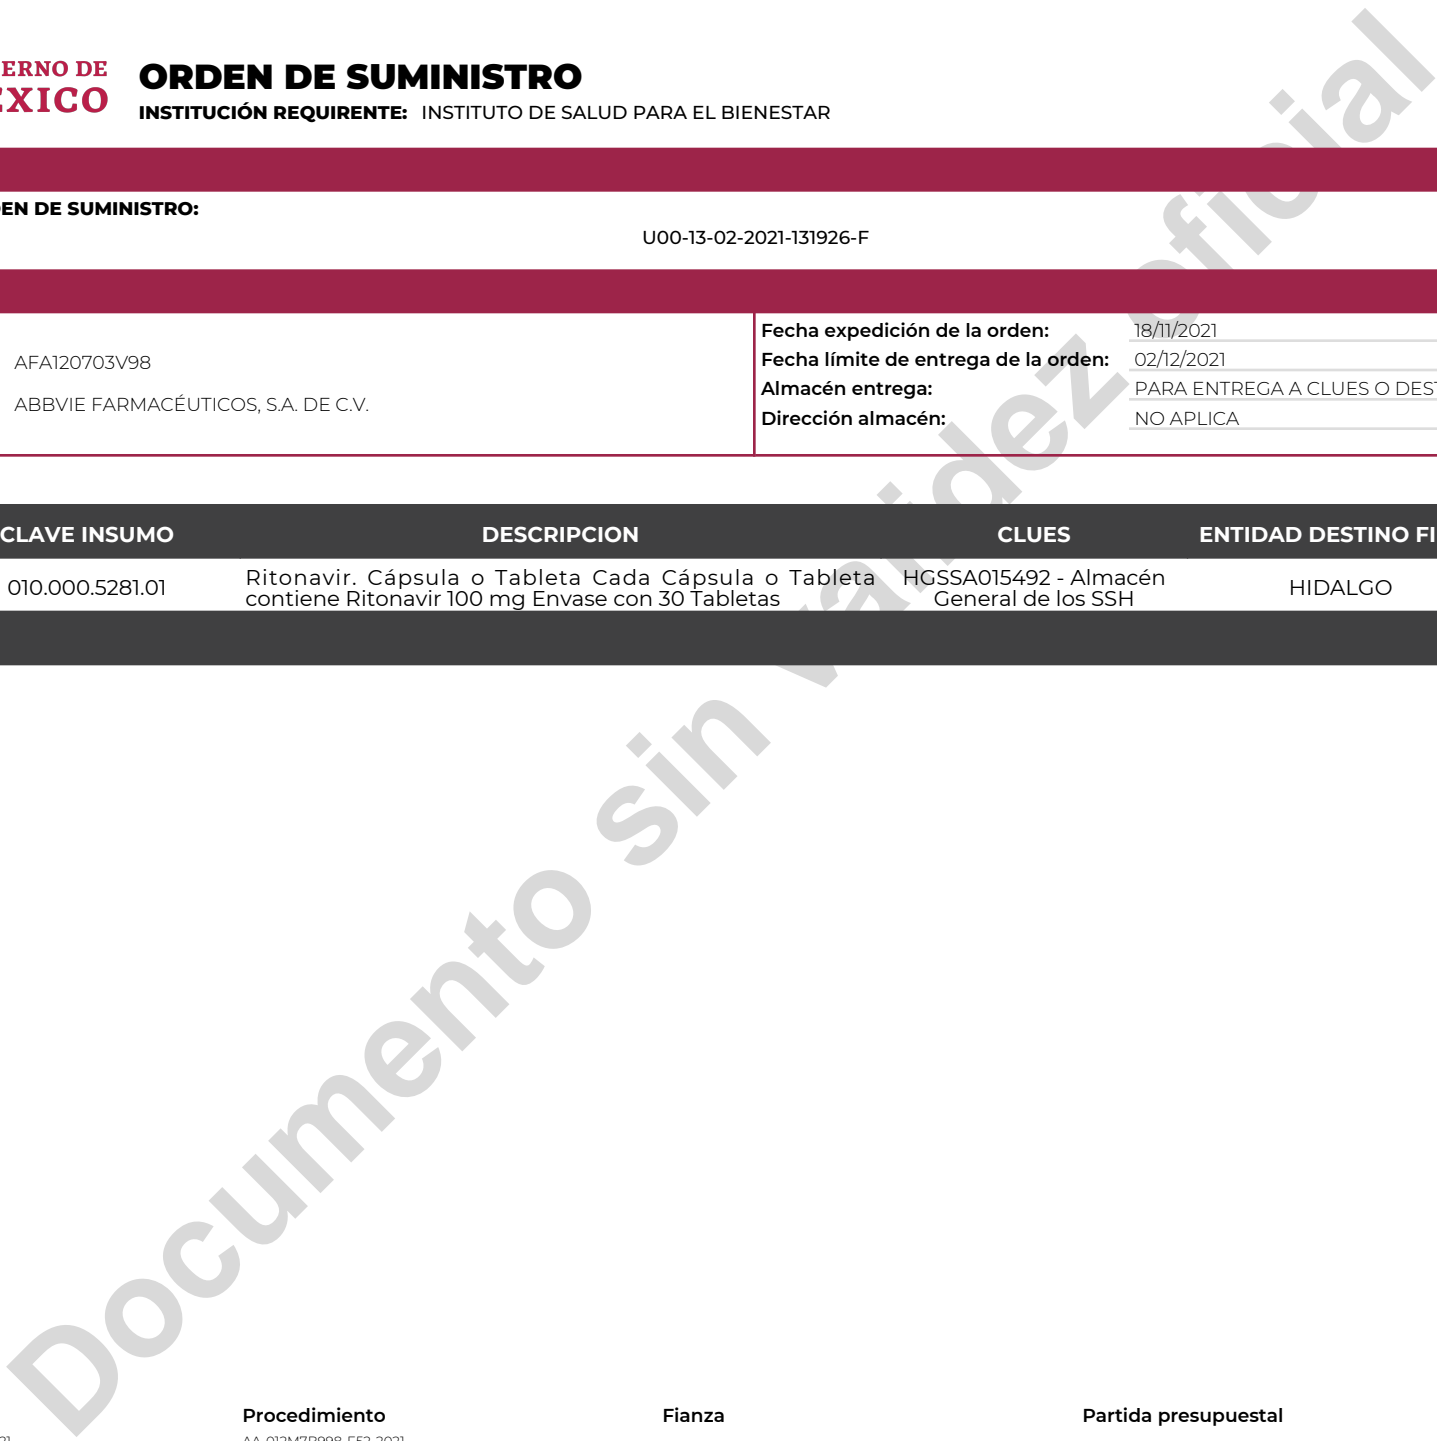 ERNO DE
EXICO
ORDEN DE SUMINISTRO
INSTITUCIÓN REQUIRENTE: INSTITUTO DE SALUD PARA EL BIENESTAR
EN DE SUMINISTRO:
U00-13-02-2021-131926-F
AFA120703V98
ABBVIE FARMACÉUTICOS, S.A. DE C.V.
Fecha expedición de la orden: 18/11/2021
Fecha límite de entrega de la orden: 02/12/2021
Almacén entrega: PARA ENTREGA A CLUES O DEST
Dirección almacén: NO APLICA
CLAVE INSUMO DESCRIPCION CLUES ENTIDAD DESTINO FI
010.000.5281.01
Ritonavir. Cápsula o Tableta Cada Cápsula o Tableta
contiene Ritonavir 100 mg Envase con 30 Tabletas
HGSSA015492 - Almacén
General de los SSH
HIDALGO
Documento sin validez oficial
Procedimiento Fianza Partida presupuestal